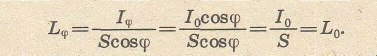 L_φ = I_φ / (S cos φ) = I_0 cos φ / (S cos φ) = I_0 / S = L_0.